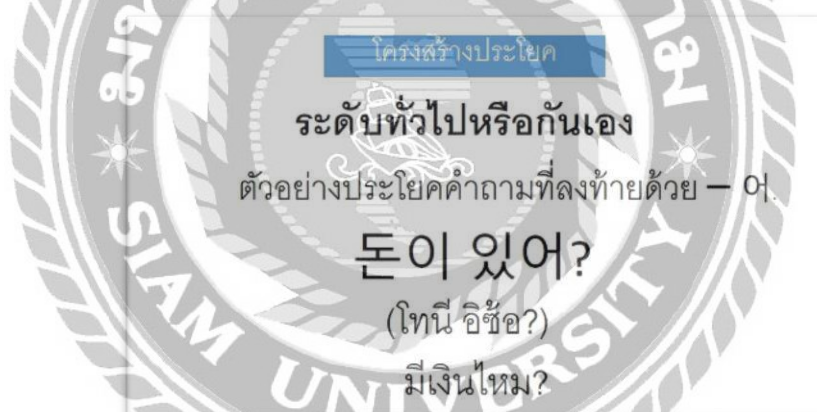 โครงสร้างประโยค
ระดับทั่วไปหรือกันเอง
ตัวอย่างประโยคคำถามที่ลงท้ายด้วย – 어.
돈이 있어?
(โทนี อิซ้อ?)
มีเงินไหม?
SIAM UNIVERSITY